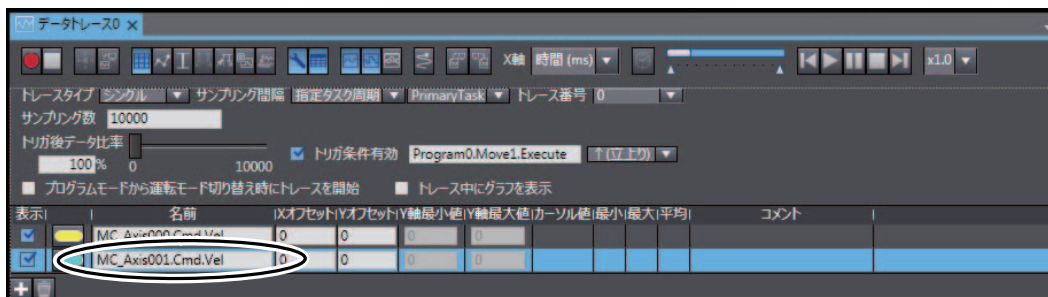 データトレース0 ×
X軸 時間 (ms) x1.0
トレースタイプ シングル サンプリング間隔 指定タスク周期 PrimaryTask トレース番号 0
サンプリング数 10000
トリガ後データ比率
100 % 0 10000 トリガ条件有効 Program0.Move1.Execute ↑(立上り)
プログラムモードから運転モード切り替え時にトレースを開始 トレース中にグラフを表示
表示 名前 Xオフセット Yオフセット Y軸最小値 Y軸最大値 カーソル値 最小 最大 平均 コメント
MC_Axis000.Cmd.Vel 0 0 0 0
MC_Axis001.Cmd.Vel 0 0 0 0